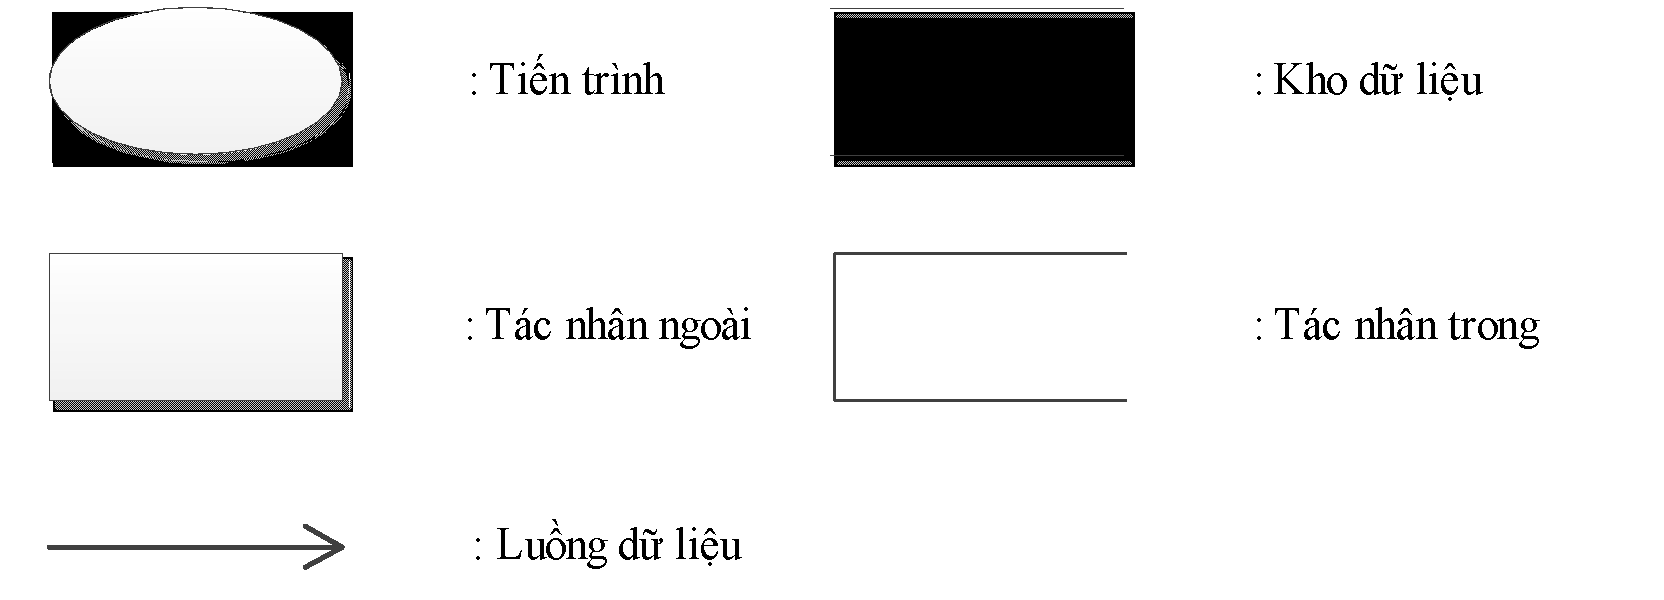 : Tiến trình
: Kho dữ liệu
: Tác nhân ngoài
: Tác nhân trong
: Luồng dữ liệu